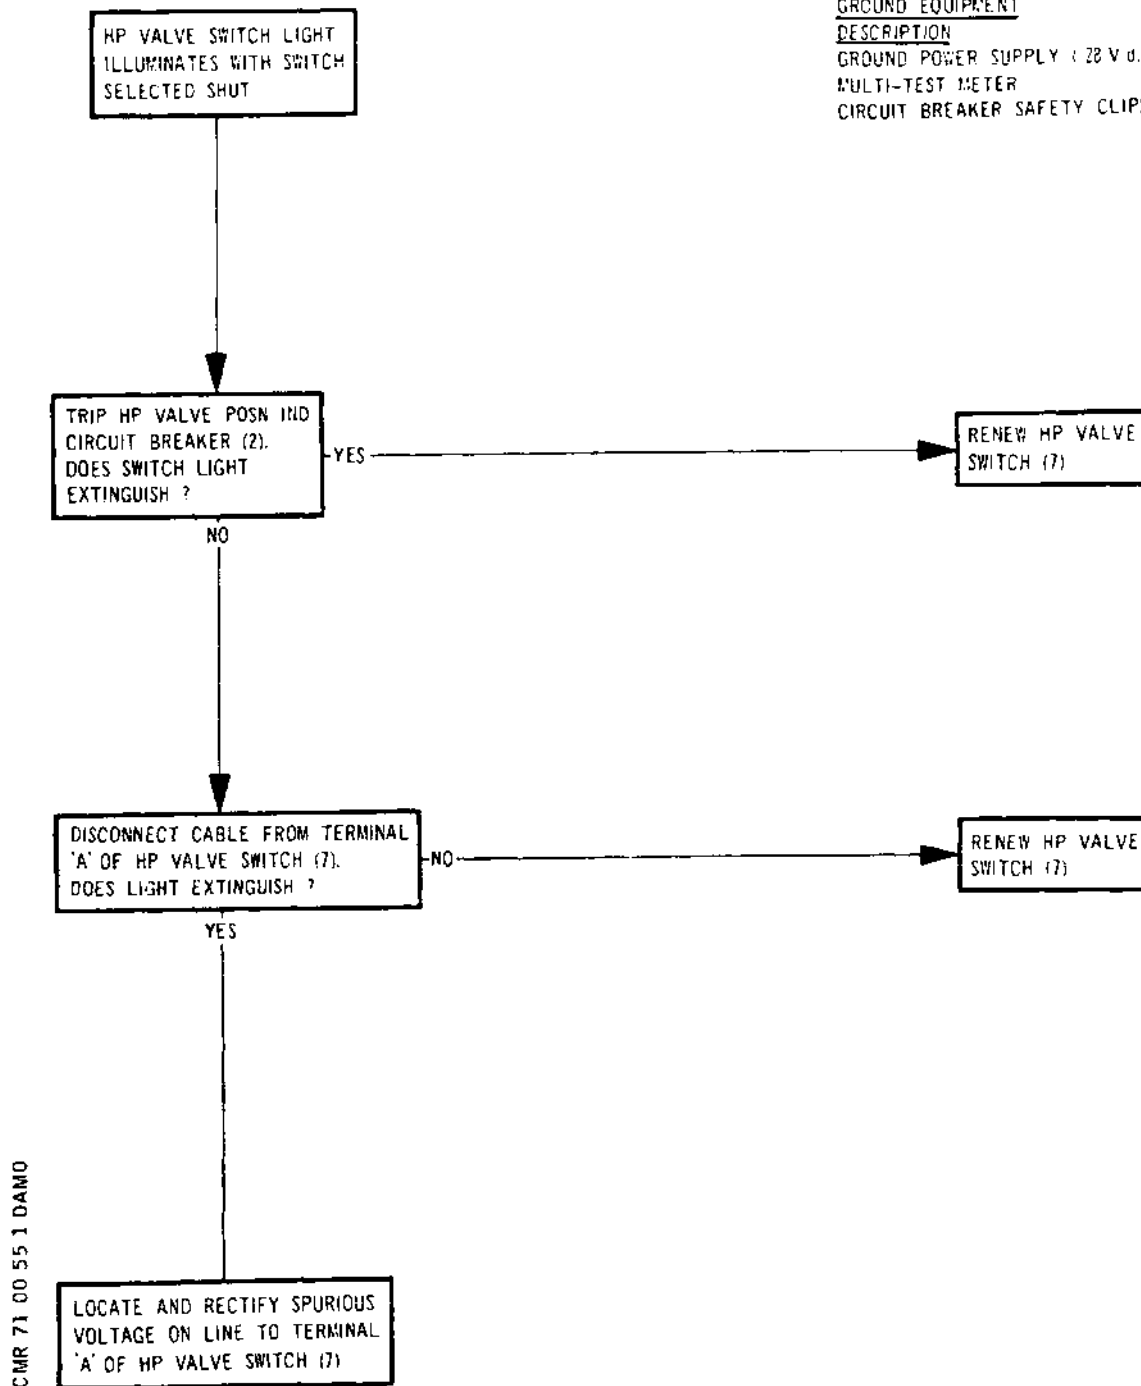 GROUND EQUIPMENT
DESCRIPTION
GROUND POWER SUPPLY ( 28 V d.
MULTI-TEST METER
CIRCUIT BREAKER SAFETY CLIPS
HP VALVE SWITCH LIGHT
ILLUMINATES WITH SWITCH
SELECTED SHUT
TRIP HP VALVE POSN IND
CIRCUIT BREAKER (2).
DOES SWITCH LIGHT
EXTINGUISH ?
YES
RENEW HP VALVE
SWITCH (7)
NO
DISCONNECT CABLE FROM TERMINAL
'A' OF HP VALVE SWITCH (7).
DOES LIGHT EXTINGUISH ?
NO
RENEW HP VALVE
SWITCH (7)
YES
LOCATE AND RECTIFY SPURIOUS
VOLTAGE ON LINE TO TERMINAL
'A' OF HP VALVE SWITCH (7)
CMR 71 00 55 1 DAMO